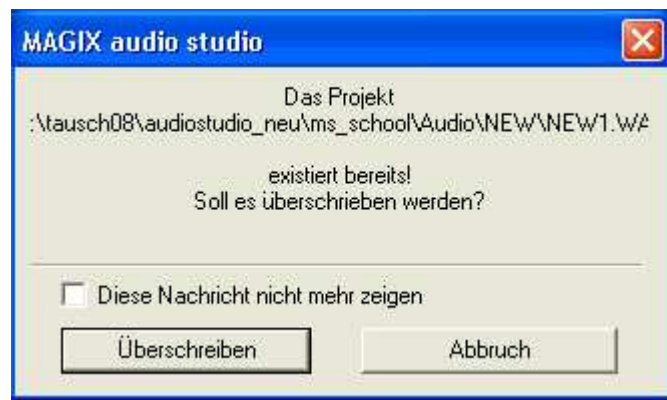 MAGIX audio studio
Das Projekt
:\tausch08\audiostudio_neu\ms_school\Audio\NEW\NEW1.WA
existiert bereits!
Soll es überschrieben werden?
Diese Nachricht nicht mehr zeigen
Überschreiben
Abbruch